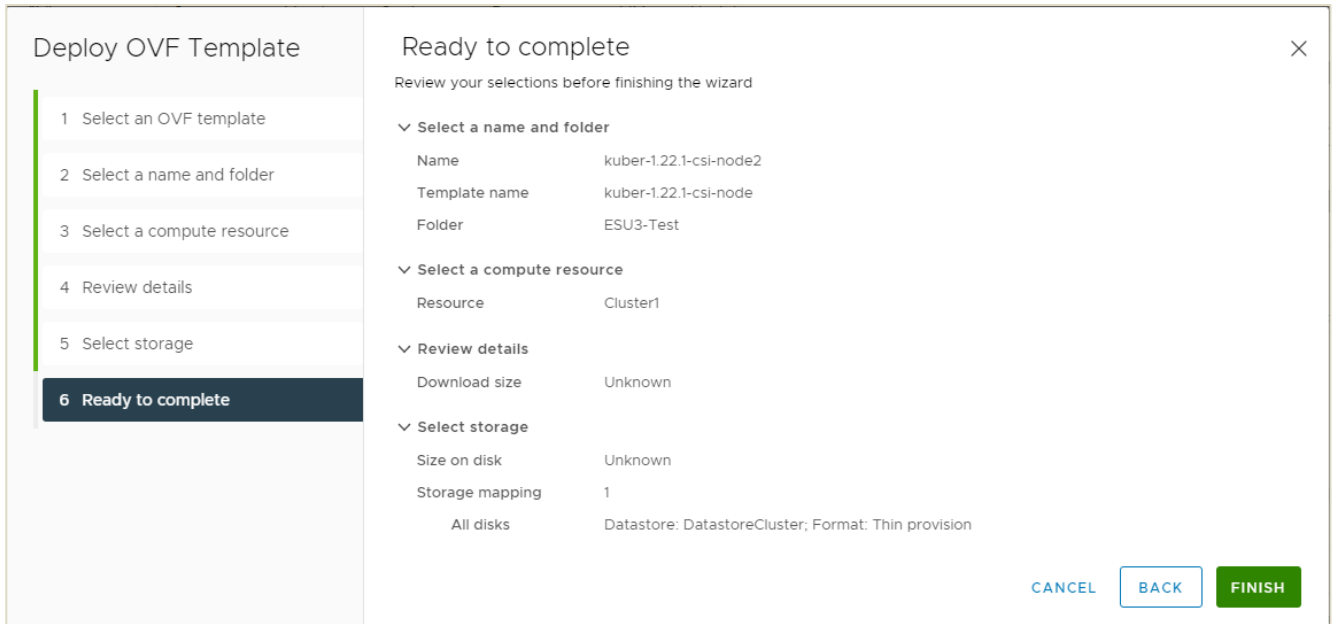 Deploy OVF Template
1 Select an OVF template
2 Select a name and folder
3 Select a compute resource
4 Review details
5 Select storage
6 Ready to complete
Ready to complete
Review your selections before finishing the wizard
Select a name and folder
Name kuber-1.22.1-csi-node2
Template name kuber-1.22.1-csi-node
Folder ESU3-Test
Select a compute resource
Resource Cluster1
Review details
Download size Unknown
Select storage
Size on disk Unknown
Storage mapping 1
All disks Datastore: DatastoreCluster; Format: Thin provision
CANCEL BACK FINISH